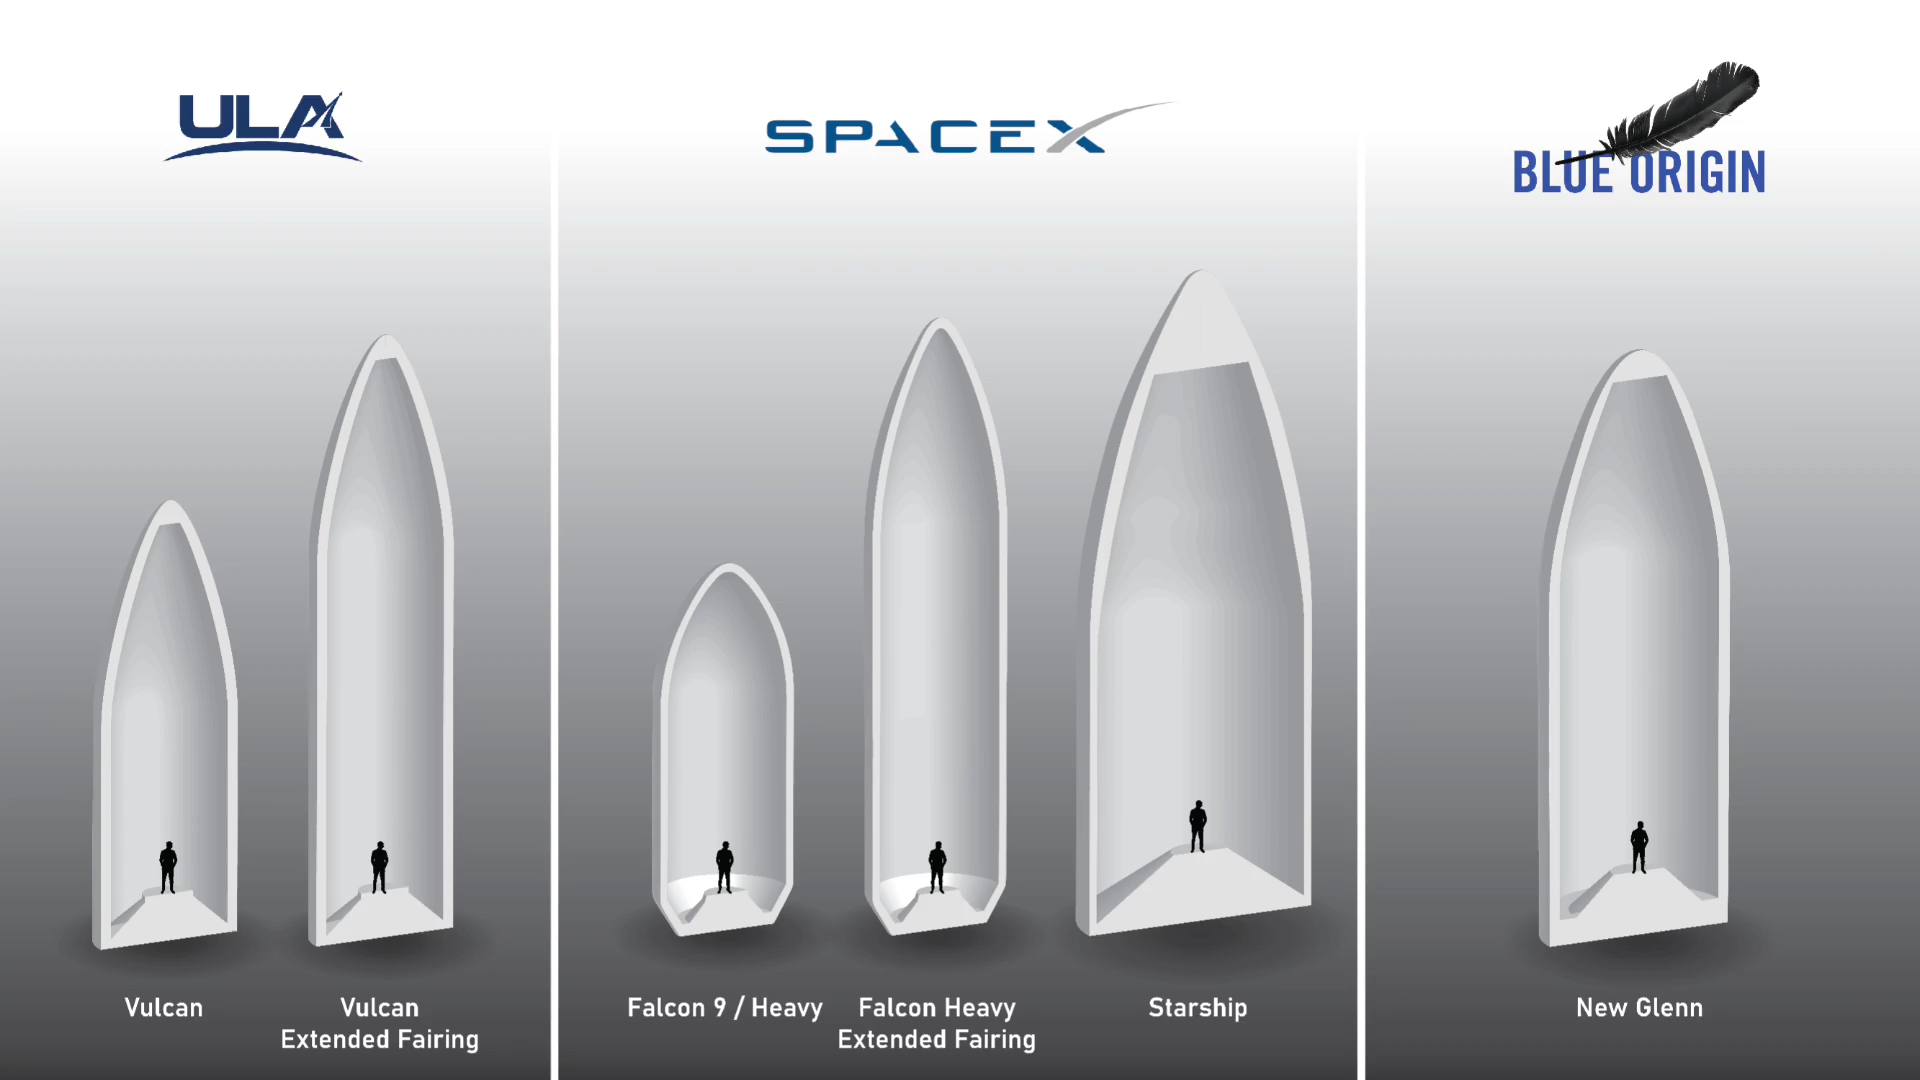 ULA
SPACEX
BLUE ORIGIN
Vulcan
Vulcan
Extended Fairing
Falcon 9 / Heavy
Falcon Heavy
Extended Fairing
Starship
New Glenn